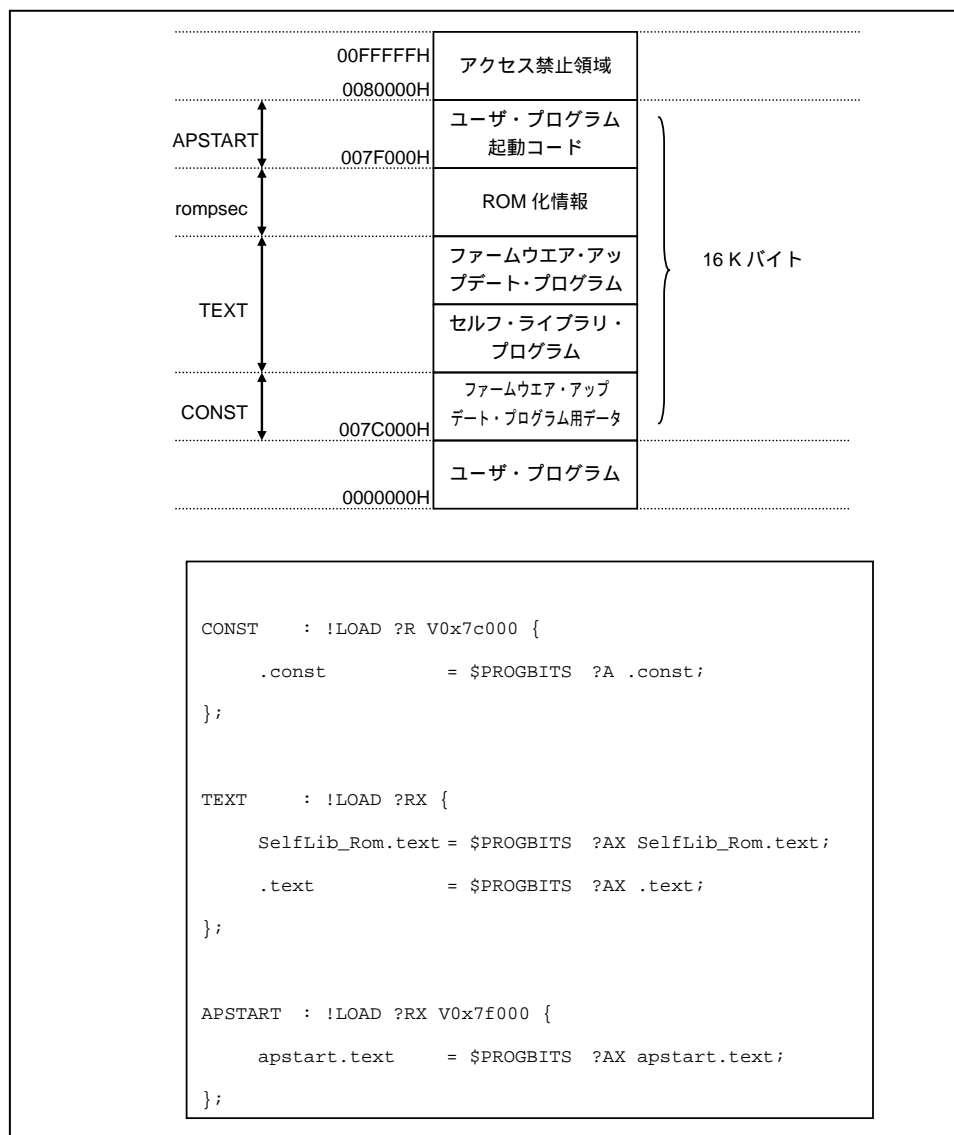 00FFFFFH
アクセス禁止領域
0080000H
APSTART
ユーザ・プログラム
起動コード
007F000H
rompsec
ROM 化情報
TEXT
ファームウエア・アッ
プデート・プログラム
セルフ・ライブラリ・
プログラム
16 K バイト
CONST
ファームウエア・アップ
デート・プログラム用データ
007C000H
ユーザ・プログラム
0000000H
CONST : !LOAD ?R V0x7c000 {
.const = $PROGBITS ?A .const;
};
TEXT : !LOAD ?RX {
SelfLib_Rom.text = $PROGBITS ?AX SelfLib_Rom.text;
.text = $PROGBITS ?AX .text;
};
APSTART : !LOAD ?RX V0x7f000 {
apstart.text = $PROGBITS ?AX apstart.text;
};